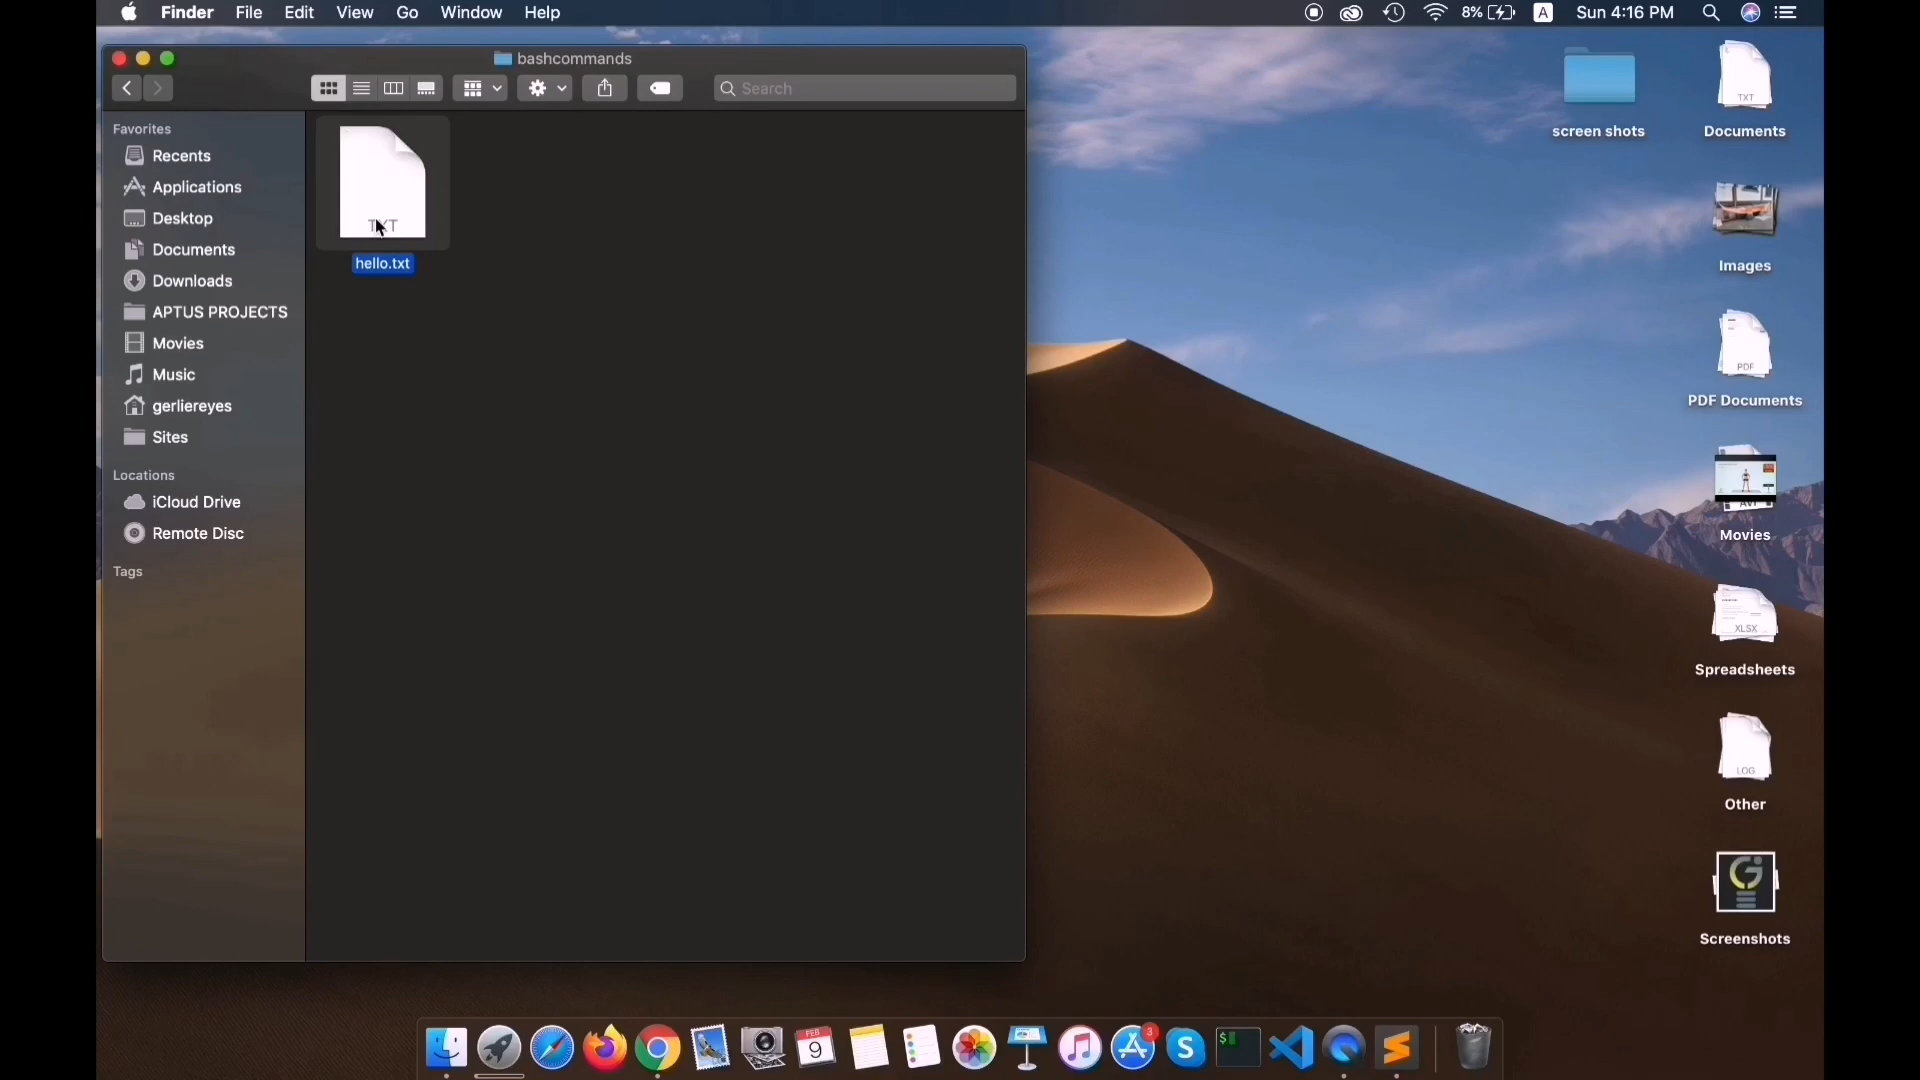 Finder File Edit View Go Window Help
8% A Sun 4:16 PM
bashcommands
Search
Favorites
Recents
Applications
Desktop
Documents
Downloads
APTUS PROJECTS
Movies
Music
gerliereyes
Sites
Locations
iCloud Drive
Remote Disc
Tags
TXT
hello.txt
screen shots
TXT
Documents
Images
PDF
PDF Documents
AVI
Movies
XLSX
Spreadsheets
LOG
Other
Screenshots
FEB
9
3
S
$